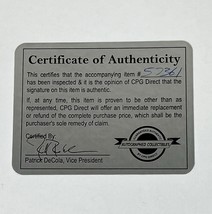 Certificate of Authenticity
This certifies that the accompanying item #
has been inspected & it is the opinion of CPG Direct that
the signature on this item is authentic.
If, at any time, this item is proven to be other than as
represented, CPG Direct will offer an immediate replacement or
refund of the complete purchase price, which shall be the
purchaser's sole remedy of claim.
Certified By:
Patrick DeCola, Vice President
AUTOGRAPHED COLLECTIBLES